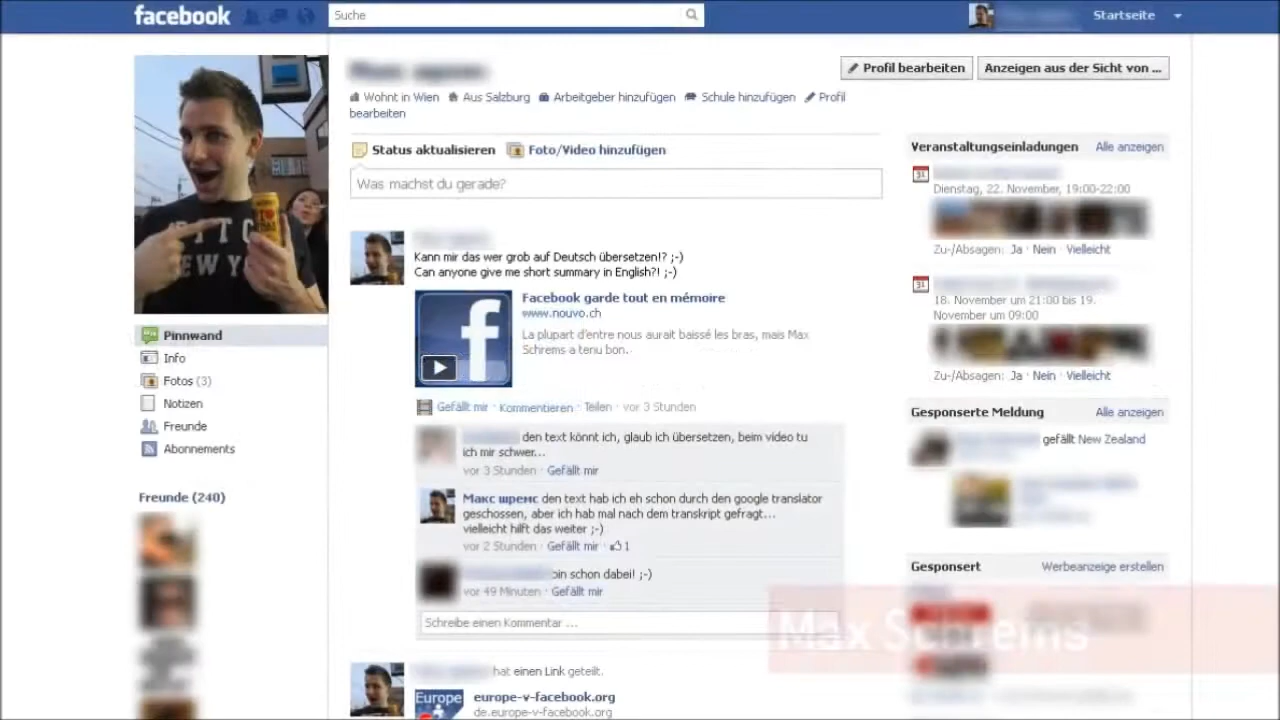 facebook
Suche
Startseite
Profil bearbeiten
Anzeigen aus der Sicht von ...
Wohnt in Wien
Aus Salzburg
Arbeitgeber hinzufügen
Schule hinzufügen
Profil
bearbeiten
Status aktualisieren
Foto/Video hinzufügen
Was machst du gerade?
Kann mir das wer grob auf Deutsch übersetzen!? ;-)
Can anyone give me short summary in English?! ;-)
Facebook garde tout en mémoire
www.nouvo.ch
La plupart d'entre nous aurait baissé les bras, mais Max
Schrems a tenu bon.
Gefällt mir · Kommentieren · Teilen · vor 3 Stunden
den text könnt ich, glaub ich übersetzen, beim video tu
ich mir schwer...
vor 3 Stunden · Gefällt mir
Макс шремс den text hab ich eh schon durch den google translator
geschossen, aber ich hab mal nach dem transkript gefragt...
vielleicht hilft das weiter ;-)
vor 2 Stunden · Gefällt mir · 1
bin schon dabei! ;-)
vor 49 Minuten · Gefällt mir
Schreibe einen Kommentar ...
hat einen Link geteilt.
Europe
europe-v-facebook.org
de.europe-v-facebook.org
Pinnwand
Info
Fotos (3)
Notizen
Freunde
Abonnements
Freunde (240)
Veranstaltungseinladungen
Alle anzeigen
31
Dienstag, 22. November, 19:00-22:00
Zu-/Absagen: Ja · Nein · Vielleicht
31
18. November um 21:00 bis 19.
November um 09:00
Zu-/Absagen: Ja · Nein · Vielleicht
Gesponserte Meldung
Alle anzeigen
gefällt New Zealand
Gesponsert
Werbeanzeige erstellen
Max Schrems